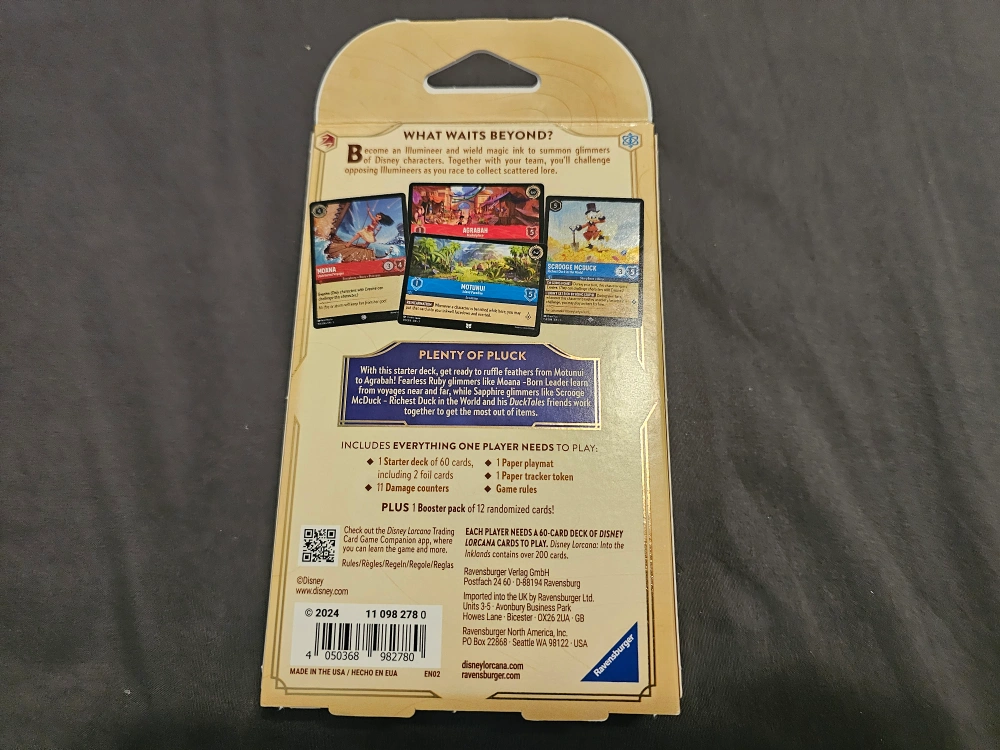 WHAT WAITS BEYOND?
Become an Illumineer and wield magic ink to summon glimmers
of Disney characters. Together with your team, you'll challenge
opposing Illumineers as you race to collect scattered lore.
AGRABAH
5
MOANA
3 4
MOTUNUI
5
5
SCROOGE MCDUCK
Richest Duck in the World
3 5
PLENTY OF PLUCK
With this starter deck, get ready to ruffle feathers from Motunui
to Agrabah! Fearless Ruby glimmers like Moana –Born Leader learn
from voyages near and far, while Sapphire glimmers like Scrooge
McDuck – Richest Duck in the World and his DuckTales friends work
together to get the most out of items.
INCLUDES EVERYTHING ONE PLAYER NEEDS TO PLAY:
◆ 1 Starter deck of 60 cards,
including 2 foil cards
◆ 11 Damage counters
◆ 1 Paper playmat
◆ 1 Paper tracker token
◆ Game rules
PLUS 1 Booster pack of 12 randomized cards!
Check out the Disney Lorcana Trading
Card Game Companion app, where
you can learn the game and more.
Rules/Règles/Regeln/Regole/Reglas
©Disney
www.disney.com
© 2024 11 098 278 0
4 050368 982780
MADE IN THE USA / HECHO EN EUA EN02
EACH PLAYER NEEDS A 60-CARD DECK OF DISNEY
LORCANA CARDS TO PLAY. Disney Lorcana: Into the
Inklands contains over 200 cards.
Ravensburger Verlag GmbH
Postfach 24 60 · D-88194 Ravensburg
Imported into the UK by Ravensburger Ltd.
Units 3-5 · Avonbury Business Park
Howes Lane · Bicester · OX26 2UA · GB
Ravensburger North America, Inc.
PO Box 22868 · Seattle WA 98122 · USA
disneylorcana.com
ravensburger.com
Ravensburger